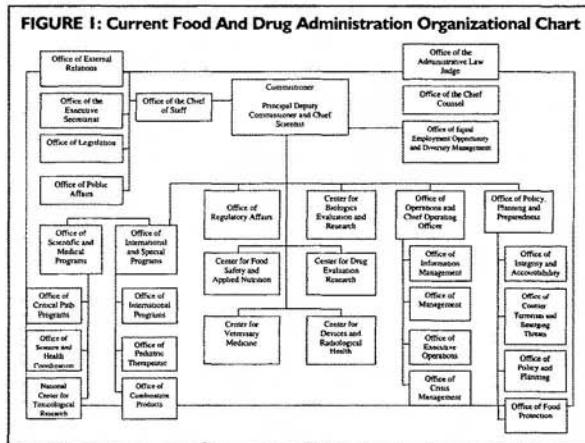 FIGURE 1: Current Food And Drug Administration Organizational Chart
Office of External
Relations
Office of the
Administrative Law
Judge
Commissioner
Principal Deputy
Commissioner and Chief
Scientist
Office of the
Executive
Secretariat
Office of the Chief
of Staff
Office of the Chief
Counsel
Office of Legislation
Office of Equal
Employment Opportunity
and Diversity Management
Office of Public
Affairs
Office of
Regulatory Affairs
Center for
Biologics
Evaluation and
Research
Office of
Operations and
Chief Operating
Officer
Office of Policy,
Planning and
Preparedness
Office of
Scientific and
Medical
Programs
Office of
International
and Special
Programs
Center for Food
Safety and
Applied Nutrition
Center for Drug
Evaluation
Research
Office of
Information
Management
Office of
Integrity and
Accountability
Office of
Critical Path
Programs
Office of
International
Programs
Office of
Management
Office of
Counter
Terrorism and
Emerging
Threats
Office of
Science and
Health
Coordination
Office of
Pediatric
Therapeutics
Center for
Veterinary
Medicine
Center for
Devices and
Radiological
Health
Office of
Executive
Operations
Office of
Policy and
Planning
National
Center for
Toxicological
Research
Office of
Combination
Products
Office of
Crisis
Management
Office of Food
Protection